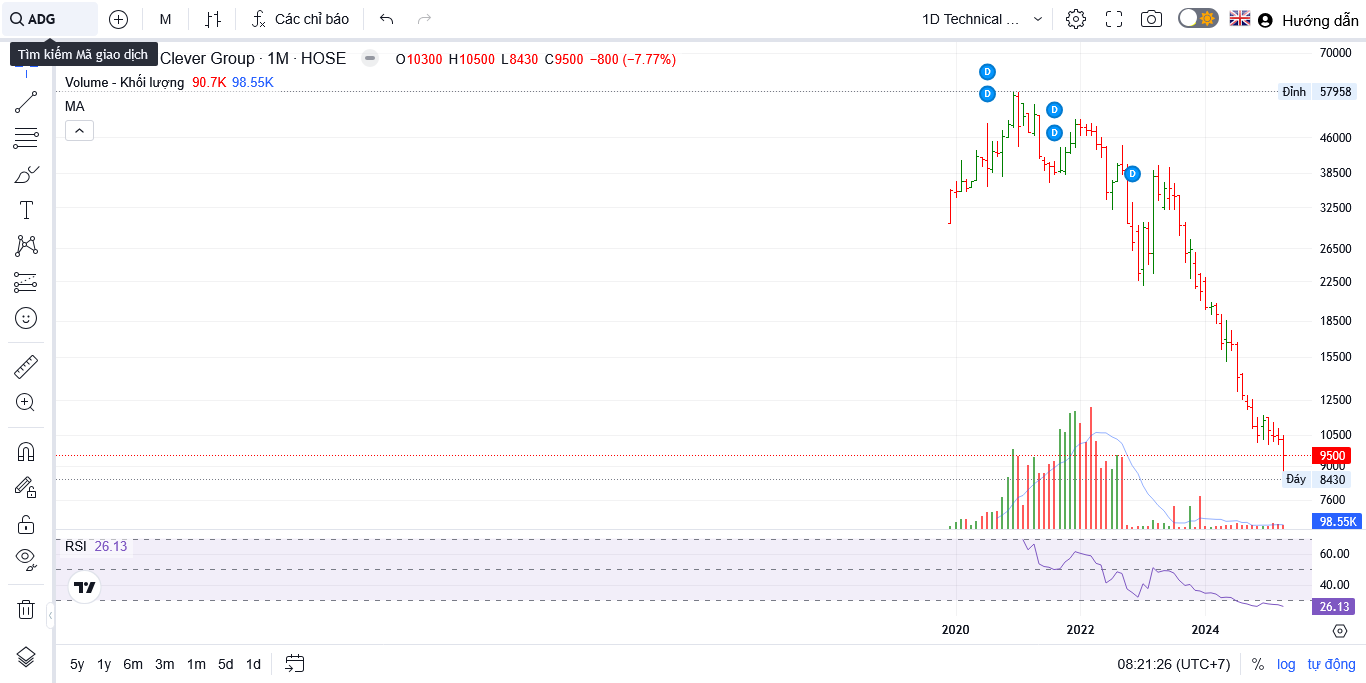 ADG
M
Các chỉ báo
1D Technical ...
Hướng dẫn
Tìm kiếm Mã giao dịch
Clever Group · 1M · HOSE
O10300 H10500 L8430 C9500 −800 (−7.77%)
Volume - Khối lượng 90.7K 98.55K
MA
D
D
D
D
D
70000
Đỉnh 57958
46000
38500
32500
26500
22500
18500
15500
12500
10500
9500
9000
Đáy 8430
7600
98.55K
RSI 26.13
60.00
40.00
26.13
2020 2022 2024
5y 1y 6m 3m 1m 5d 1d
08:21:26 (UTC+7) % log tự động